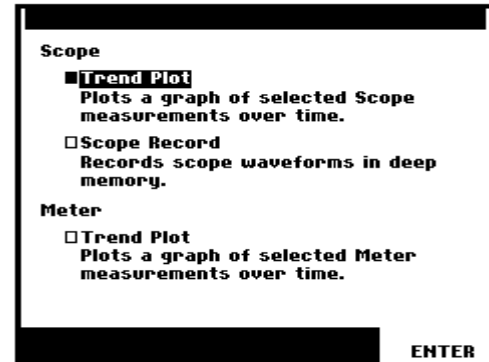 Scope
■Trend Plot
Plots a graph of selected Scope
measurements over time.
□Scope Record
Records scope waveforms in deep
memory.
Meter
□Trend Plot
Plots a graph of selected Meter
measurements over time.
ENTER